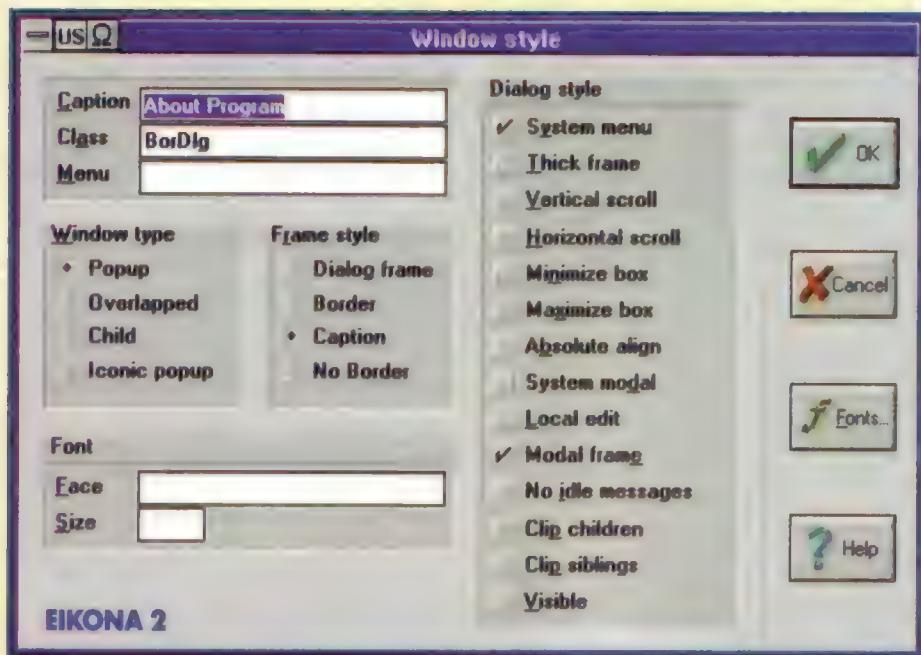 US Ω
Window style
Caption About Program
Class BorDlg
Menu
Window type
Popup
Overlapped
Child
Iconic popup
Frame style
Dialog frame
Border
Caption
No Border
Font
Face
Size
Dialog style
System menu
Thick frame
Vertical scroll
Horizontal scroll
Minimize box
Maximize box
Absolute align
System modal
Local edit
Modal frame
No idle messages
Clip children
Clip siblings
Visible
OK
Cancel
Fonts...
Help
ΕΙΚΟΝΑ 2